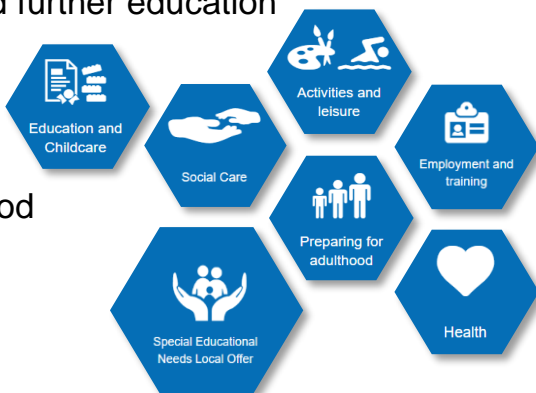 further education
Activities and
leisure
Education and
Childcare
Social Care
Employment and
training
Preparing for
adulthood
Special Educational
Needs Local Offer
Health